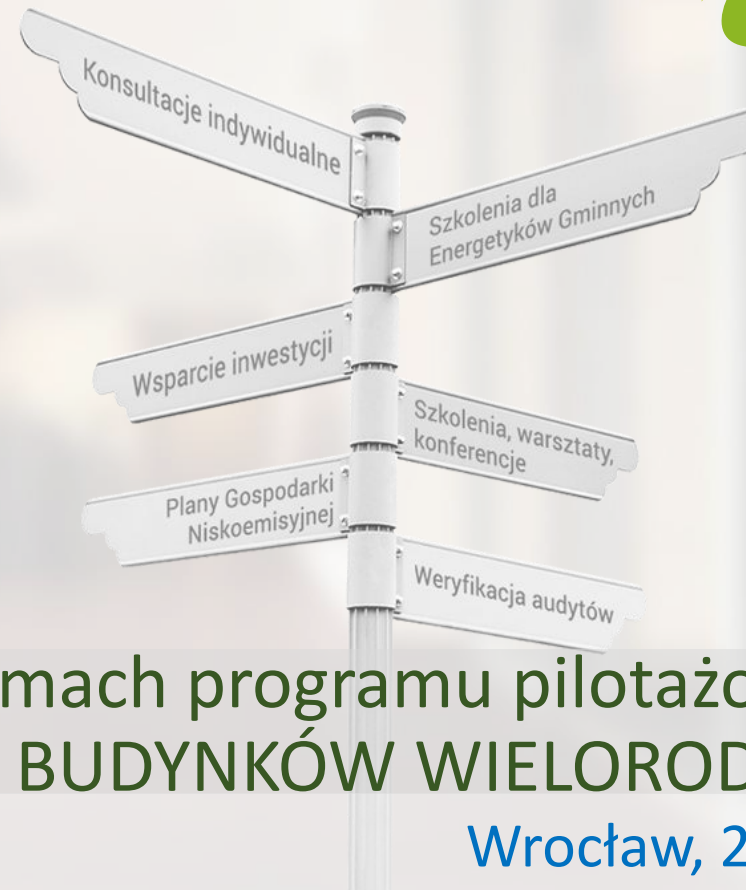 Konsultacje indywidualne
Szkolenia dla
Energetyków Gminnych
Wsparcie inwestycji
Szkolenia, warsztaty,
konferencje
Plany Gospodarki
Niskoemisyjnej
Weryfikacja audytów
mach programu pilotażo
BUDYNKÓW WIELOROD
Wrocław, 2